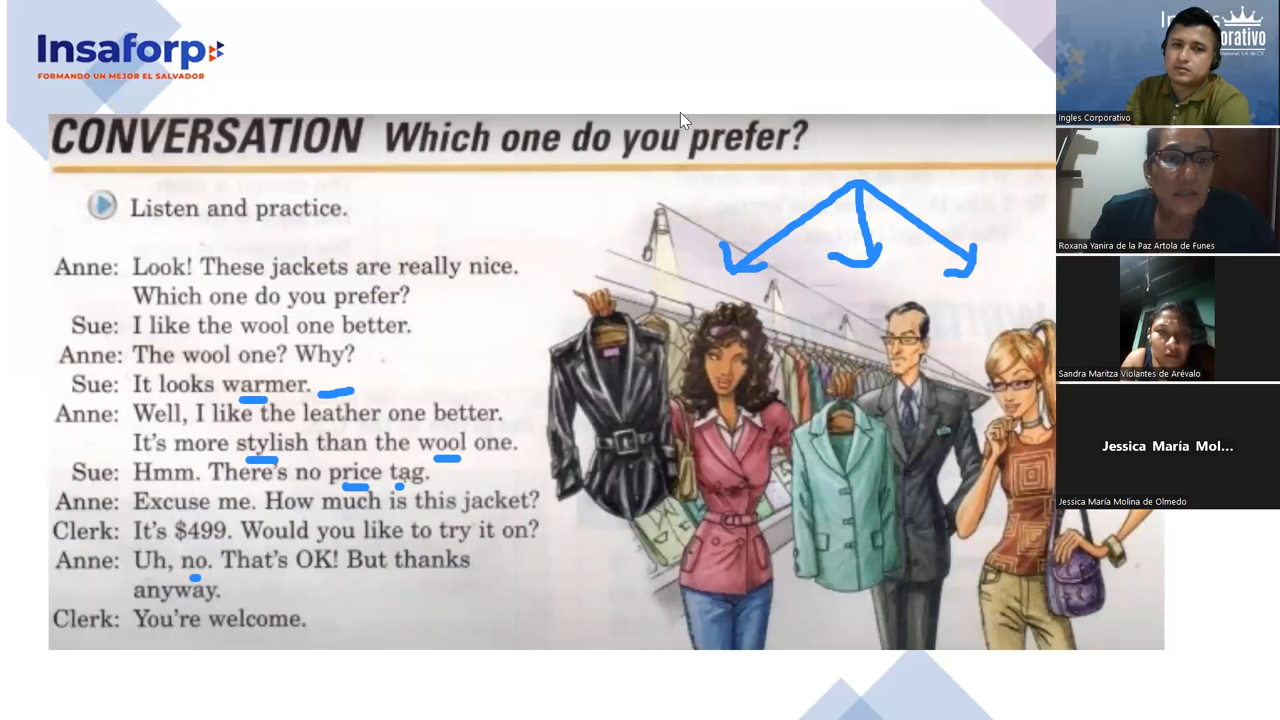 Insaforp
FORMANDO UN MEJOR EL SALVADOR
CONVERSATION Which one do you prefer?
Listen and practice.
Anne: Look! These jackets are really nice.
Which one do you prefer?
Sue: I like the wool one better.
Anne: The wool one? Why?
Sue: It looks warmer.
Anne: Well, I like the leather one better.
It's more stylish than the wool one.
Sue: Hmm. There's no price tag.
Anne: Excuse me. How much is this jacket?
Clerk: It's $499. Would you like to try it on?
Anne: Uh, no. That's OK! But thanks
anyway.
Clerk: You're welcome.
Ingles Corporativo
Roxana Yanira de la Paz Artola de Funes
Sandra Maritza Violantes de Arévalo
Jessica María Mol...
Jessica María Molina de Olmedo